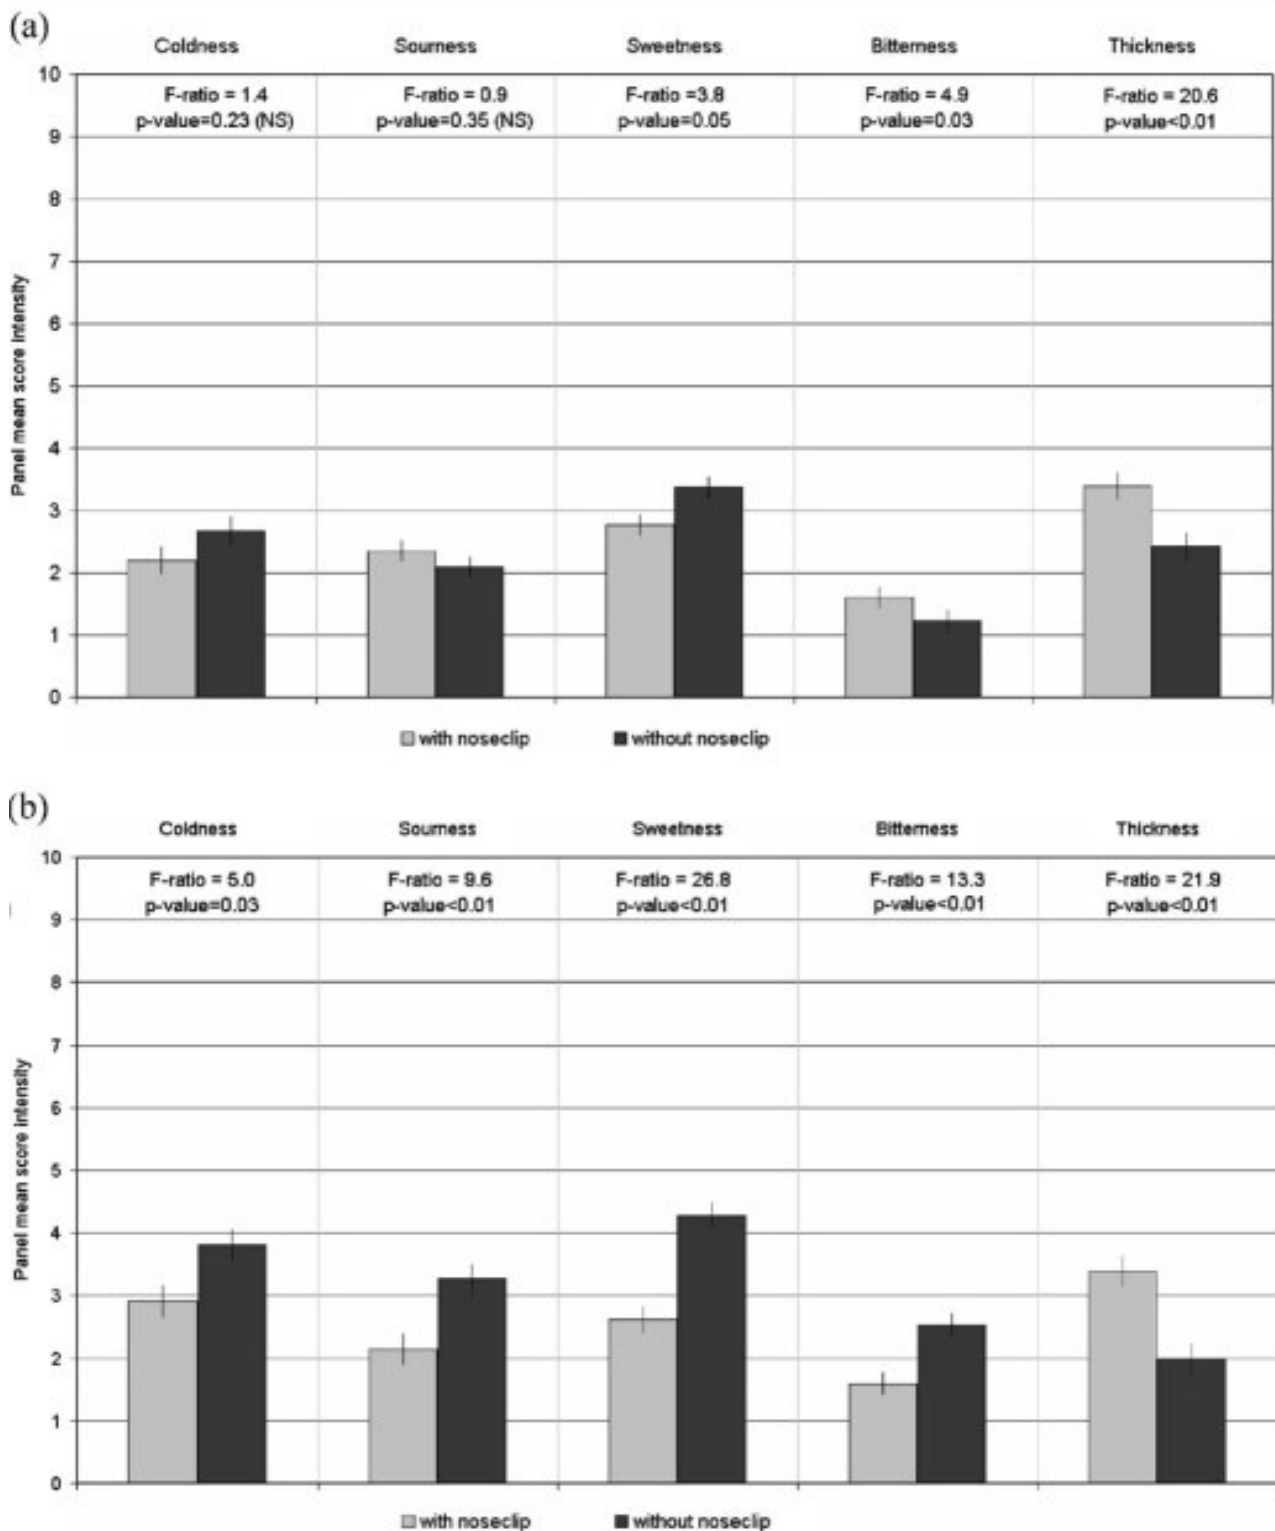 (a)
Coldness Sourness Sweetness Bitterness Thickness
10
F-ratio = 1.4 F-ratio = 0.9 F-ratio =3.8 F-ratio = 4.9 F-ratio = 20.6
p-value=0.23 (NS) p-value=0.35 (NS) p-value=0.05 p-value=0.03 p-value<0.01
9
8
7
6
5
4
3
2
1
0
Panel mean score intensity
with noseclip without noseclip
(b)
Coldness Sourness Sweetness Bitterness Thickness
10
F-ratio = 5.0 F-ratio = 9.6 F-ratio = 26.8 F-ratio = 13.3 F-ratio = 21.9
p-value=0.03 p-value<0.01 p-value<0.01 p-value<0.01 p-value<0.01
9
8
7
6
5
4
3
2
1
0
Panel mean score intensity
with noseclip without noseclip